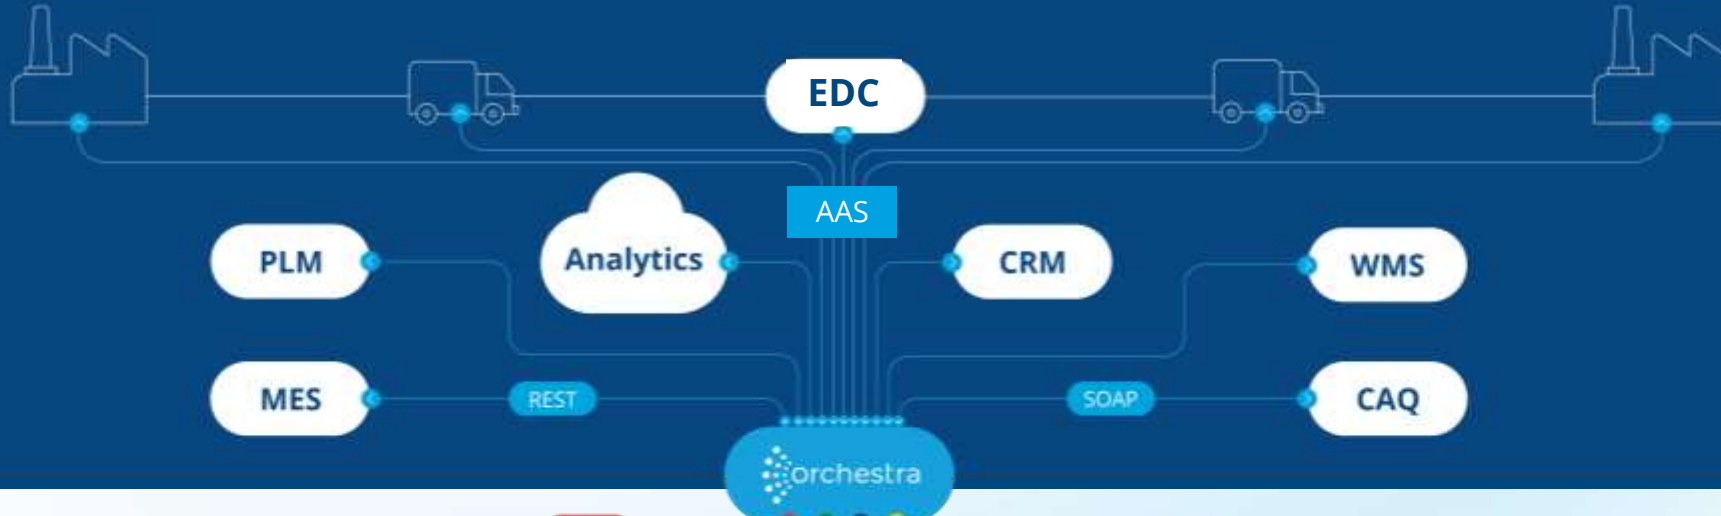 EDC
AAS
PLM
Analytics
CRM
WMS
MES
REST
SOAP
CAQ
orchestra